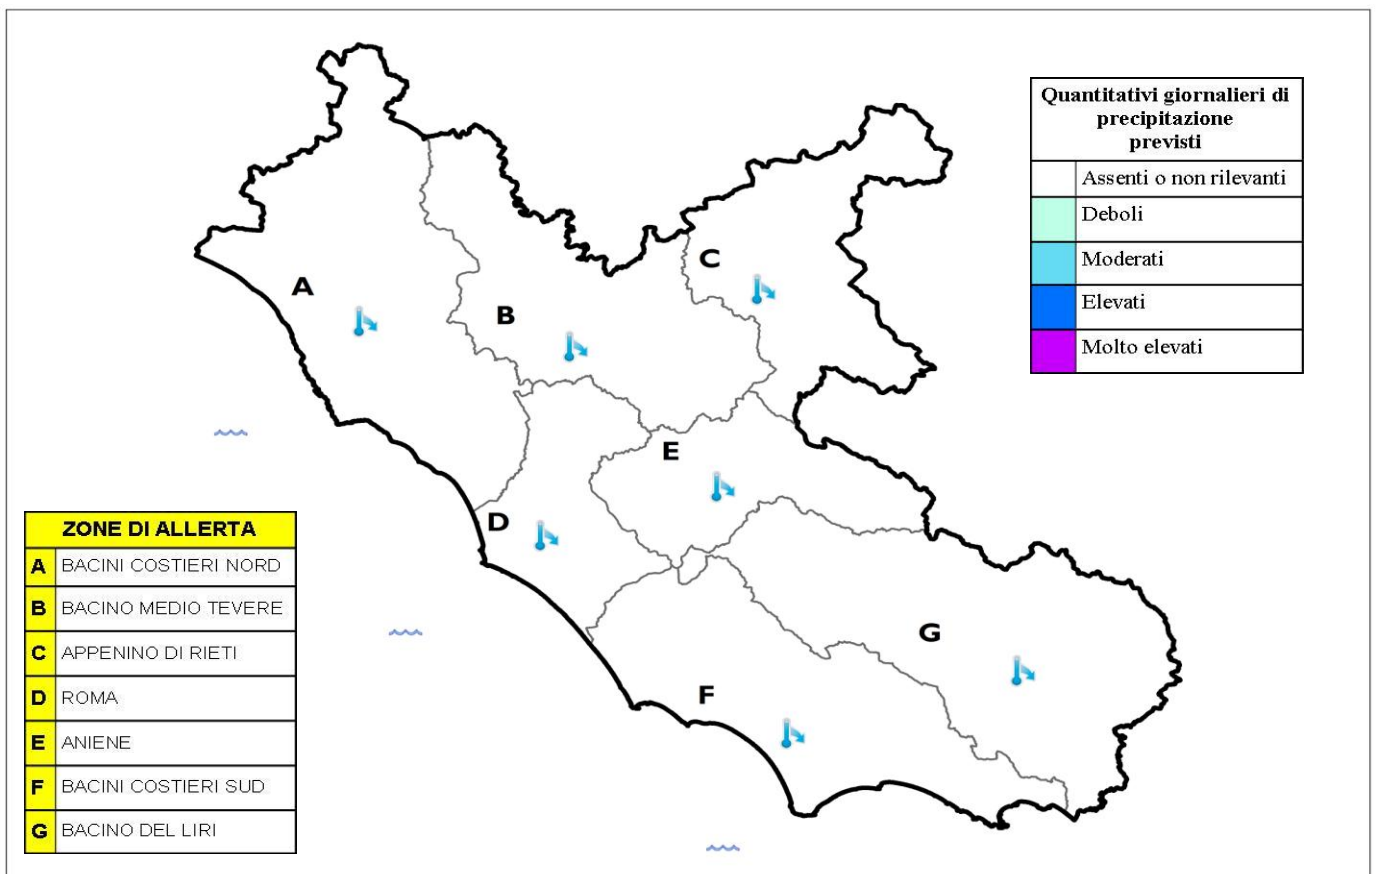 Quantitativi giornalieri di
precipitazione
previsti
Assenti o non rilevanti
Deboli
Moderati
Elevati
Molto elevati
A
B
C
D
E
F
G
ZONE DI ALLERTA
A BACINI COSTIERI NORD
B BACINO MEDIO TEVERE
C APPENINO DI RIETI
D ROMA
E ANIENE
F BACINI COSTIERI SUD
G BACINO DEL LIRI